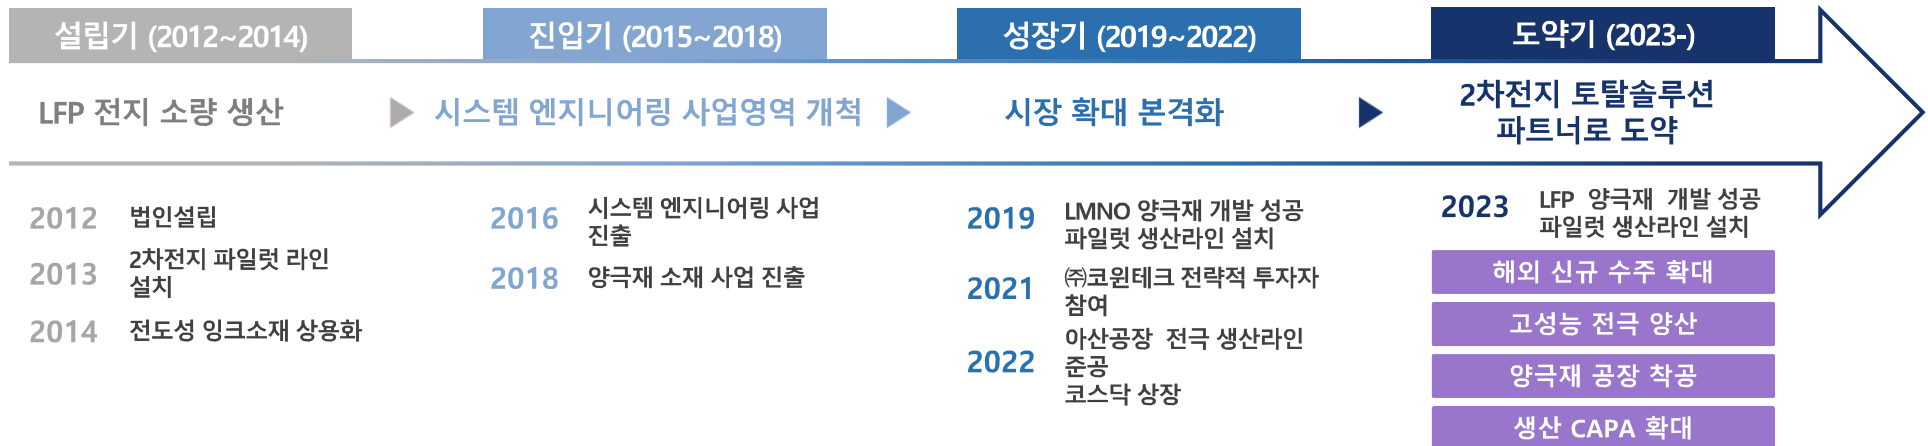 설립기 (2012~2014)
진입기 (2015~2018)
성장기 (2019~2022)
도약기 (2023-)
LFP 전지 소량 생산
시스템 엔지니어링 사업영역 개척
시장 확대 본격화
2차전지 토탈솔루션
파트너로 도약
2012 법인설립
2013 2차전지 파일럿 라인
설치
2014 전도성 잉크소재 상용화
2016 시스템 엔지니어링 사업
진출
2018 양극재 소재 사업 진출
2019 LMNO 양극재 개발 성공
파일럿 생산라인 설치
2021 ㈜코윈테크 전략적 투자자
참여
2022 아산공장 전극 생산라인
준공
코스닥 상장
2023 LFP 양극재 개발 성공
파일럿 생산라인 설치
해외 신규 수주 확대
고성능 전극 양산
양극재 공장 착공
생산 CAPA 확대